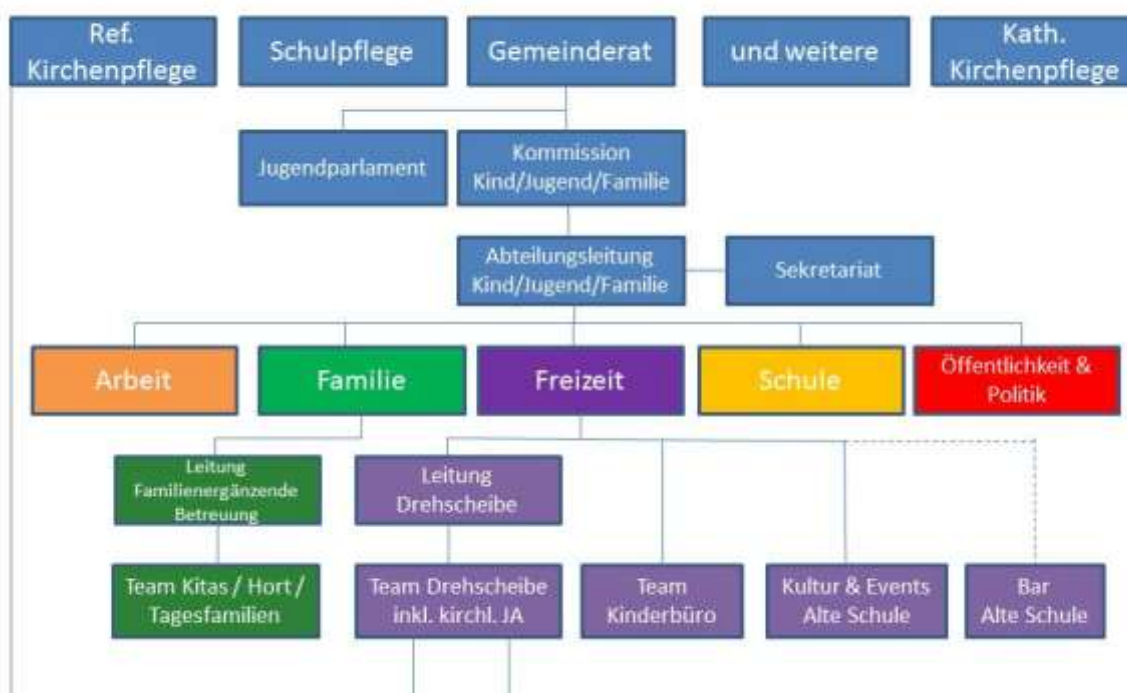 Ref.
Kirchenpflege
Schulpflege
Gemeinderat
und weitere
Kath.
Kirchenpflege
Jugendparlament
Kommission
Kind/Jugend/Familie
Abteilungsleitung
Kind/Jugend/Familie
Sekretariat
Arbeit
Familie
Freizeit
Schule
Öffentlichkeit &
Politik
Leitung
Familienergänzende
Betreuung
Leitung
Drehscheibe
Team Kitas / Hort /
Tagesfamilien
Team Drehscheibe
inkl. kirchl. JA
Team
Kinderbüro
Kultur & Events
Alte Schule
Bar
Alte Schule